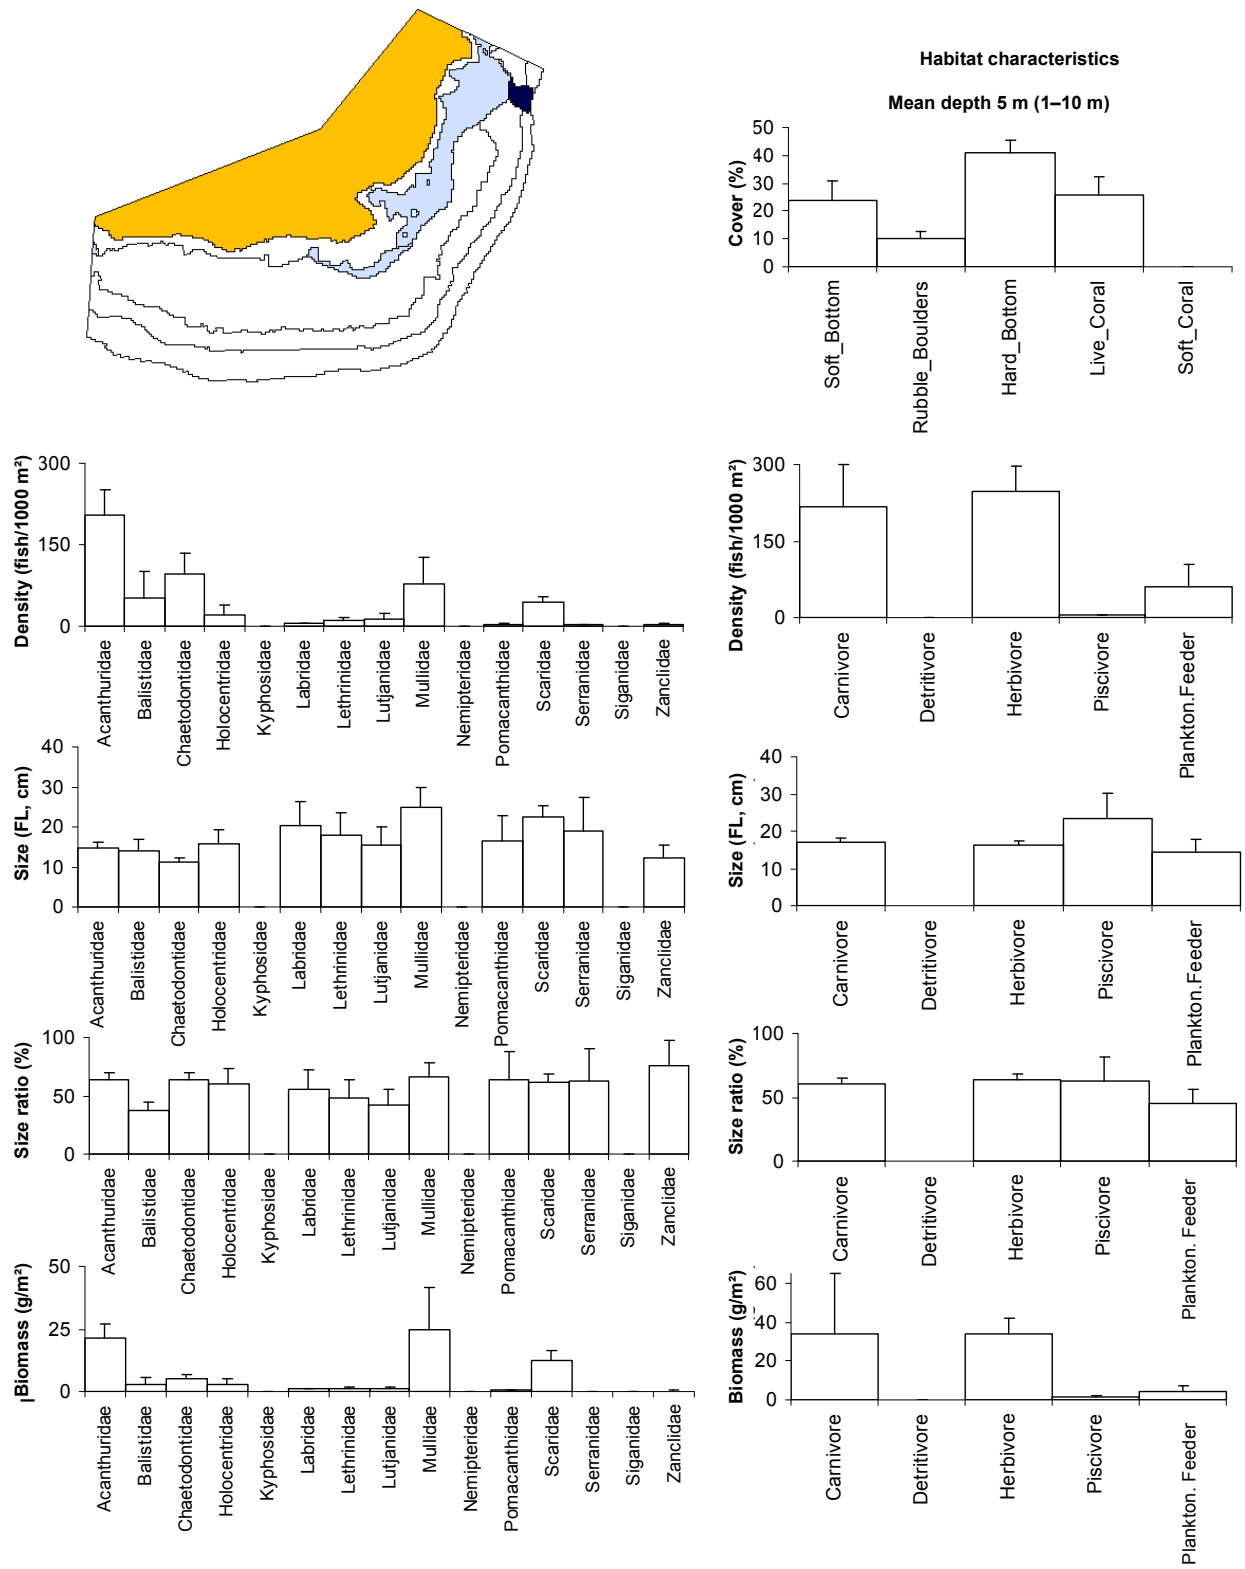 Habitat characteristics
Mean depth 5 m (1–10 m)
Cover (%)
50
40
30
20
10
0
Soft_Bottom
Rubble_Boulders
Hard_Bottom
Live_Coral
Soft_Coral
Density (fish/1000 m²)
300
150
0
Acanthuridae
Balistidae
Chaetodontidae
Holocentridae
Kyphosidae
Labridae
Lethrinidae
Lutjanidae
Mullidae
Nemipteridae
Pomacanthidae
Scaridae
Serranidae
Siganidae
Zanclidae
Density (fish/1000 m²)
300
150
0
Carnivore
Detritivore
Herbivore
Piscivore
Plankton.Feeder
Size (FL, cm)
40
30
20
10
0
Acanthuridae
Balistidae
Chaetodontidae
Holocentridae
Kyphosidae
Labridae
Lethrinidae
Lutjanidae
Mullidae
Nemipteridae
Pomacanthidae
Scaridae
Serranidae
Siganidae
Zanclidae
Size (FL, cm)
40
30
20
10
0
Carnivore
Detritivore
Herbivore
Piscivore
Plankton.Feeder
Size ratio (%)
100
50
0
Acanthuridae
Balistidae
Chaetodontidae
Holocentridae
Kyphosidae
Labridae
Lethrinidae
Lutjanidae
Mullidae
Nemipteridae
Pomacanthidae
Scaridae
Serranidae
Siganidae
Zanclidae
Size ratio (%)
100
50
0
Carnivore
Detritivore
Herbivore
Piscivore
Plankton. Feeder
Biomass (g/m²)
50
25
0
Acanthuridae
Balistidae
Chaetodontidae
Holocentridae
Kyphosidae
Labridae
Lethrinidae
Lutjanidae
Mullidae
Nemipteridae
Pomcanthidae
Scaridae
Serranidae
Siganidae
Zanclidae
Biomass (g/m²)
60
40
20
0
Carnivore
Detritivore
Herbivore
Piscivore
Plankton. Feeder